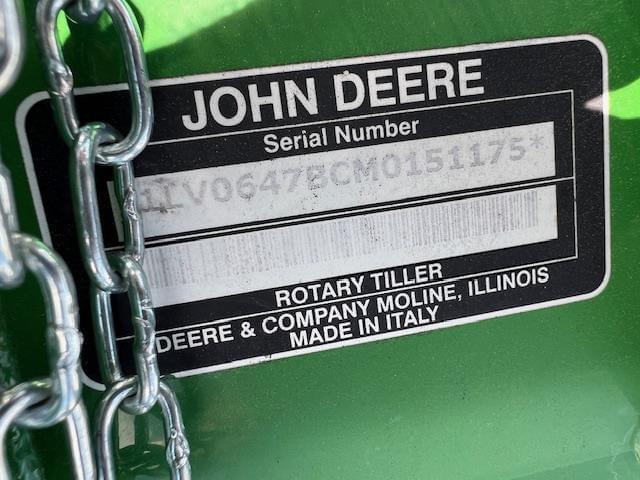 JOHN DEERE
Serial Number
*1LV0647BCM0151175*
ROTARY TILLER
DEERE & COMPANY MOLINE, ILLINOIS
MADE IN ITALY